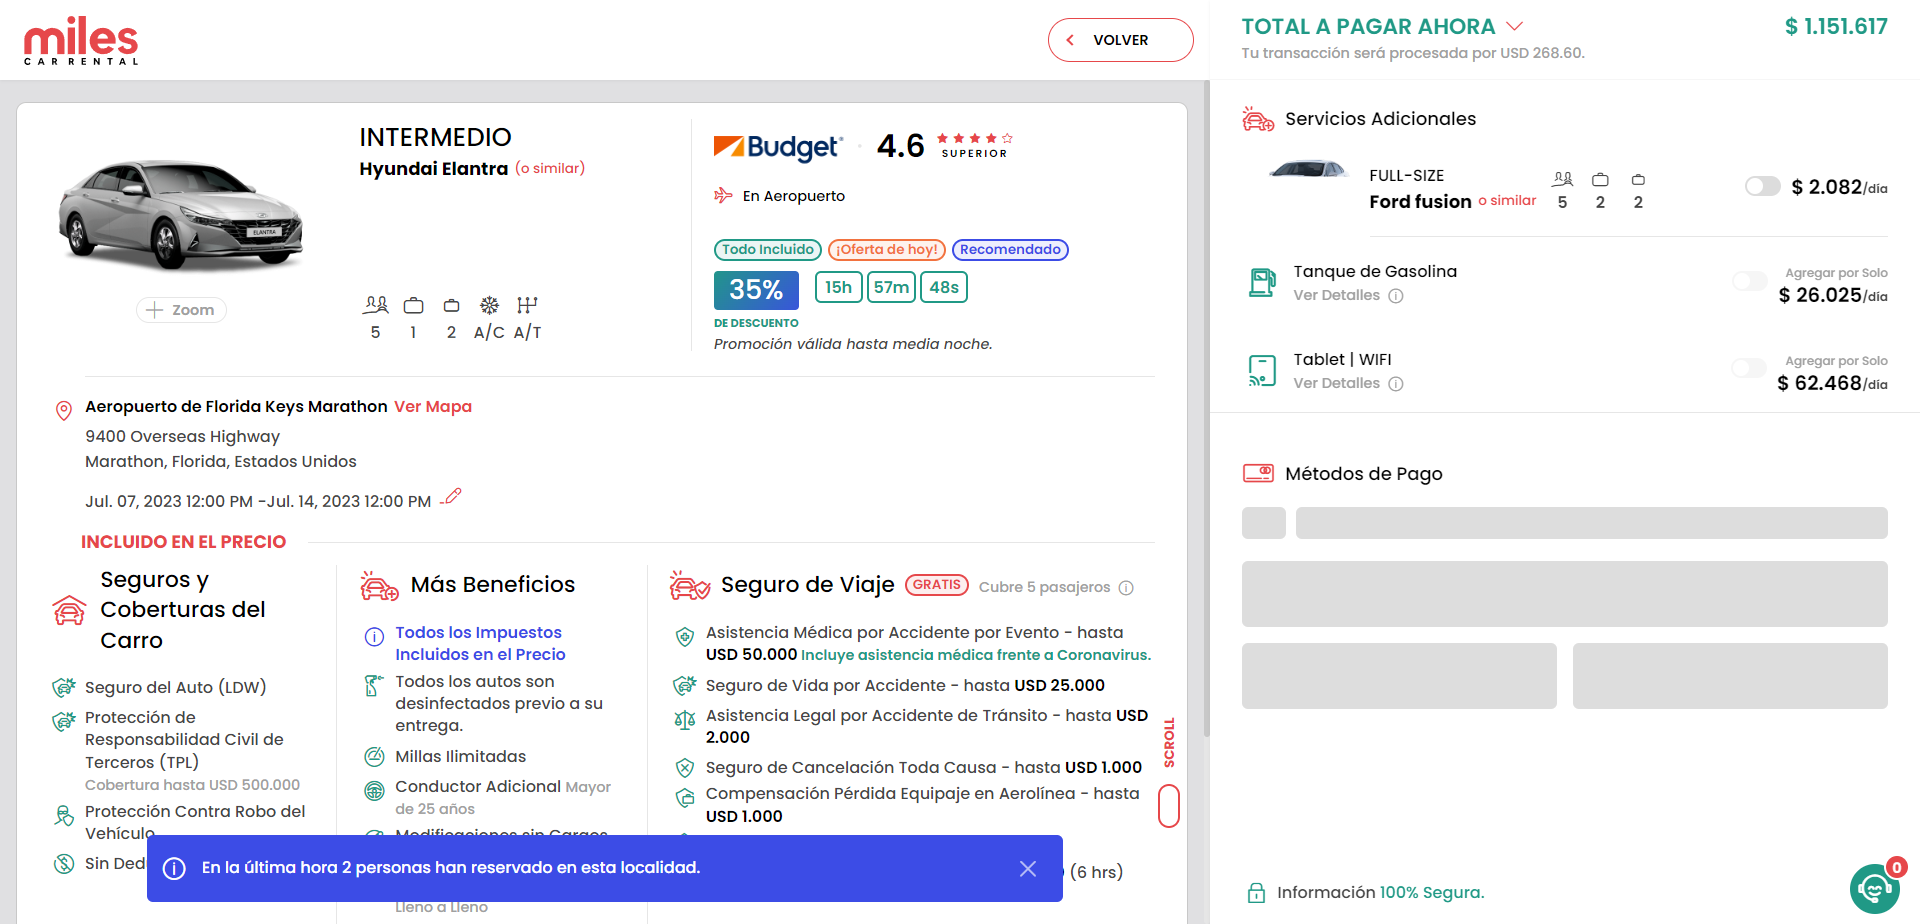 miles
CAR RENTAL
VOLVER
TOTAL A PAGAR AHORA
$ 1.151.617
Tu transacción será procesada por USD 268.60.
INTERMEDIO
Hyundai Elantra (o similar)
ELANTRA
Zoom
5 1 2 A/C A/T
Budget
4.6
SUPERIOR
En Aeropuerto
Todo Incluido
¡Oferta de hoy!
Recomendado
35%
15h 57m 48s
DE DESCUENTO
Promoción válida hasta media noche.
Aeropuerto de Florida Keys Marathon Ver Mapa
9400 Overseas Highway
Marathon, Florida, Estados Unidos
Jul. 07, 2023 12:00 PM -Jul. 14, 2023 12:00 PM
INCLUIDO EN EL PRECIO
Seguros y
Coberturas del
Carro
Seguro del Auto (LDW)
Protección de
Responsabilidad Civil de
Terceros (TPL)
Cobertura hasta USD 500.000
Protección Contra Robo del
Vehículo
Sin Ded
Más Beneficios
Todos los Impuestos
Incluidos en el Precio
Todos los autos son
desinfectados previo a su
entrega.
Millas Ilimitadas
Conductor Adicional Mayor
de 25 años
Modificaciones sin Cargos
Lleno a Lleno
Seguro de Viaje GRATIS Cubre 5 pasajeros
Asistencia Médica por Accidente por Evento - hasta
USD 50.000 Incluye asistencia médica frente a Coronavirus.
Seguro de Vida por Accidente - hasta USD 25.000
Asistencia Legal por Accidente de Tránsito - hasta USD
2.000
Seguro de Cancelación Toda Causa - hasta USD 1.000
Compensación Pérdida Equipaje en Aerolínea - hasta
USD 1.000
(6 hrs)
SCROLL
En la última hora 2 personas han reservado en esta localidad.
Servicios Adicionales
FULL-SIZE
Ford fusion o similar
5 2 2
$ 2.082/día
Tanque de Gasolina
Ver Detalles
Agregar por Solo
$ 26.025/día
Tablet | WIFI
Ver Detalles
Agregar por Solo
$ 62.468/día
Métodos de Pago
Información 100% Segura.
0